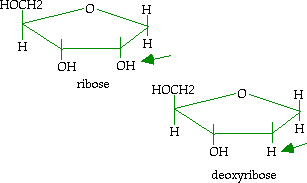 HOCH2 O H
H H
OH OH
ribose
HOCH2 O H
H H
OH H
deoxyribose